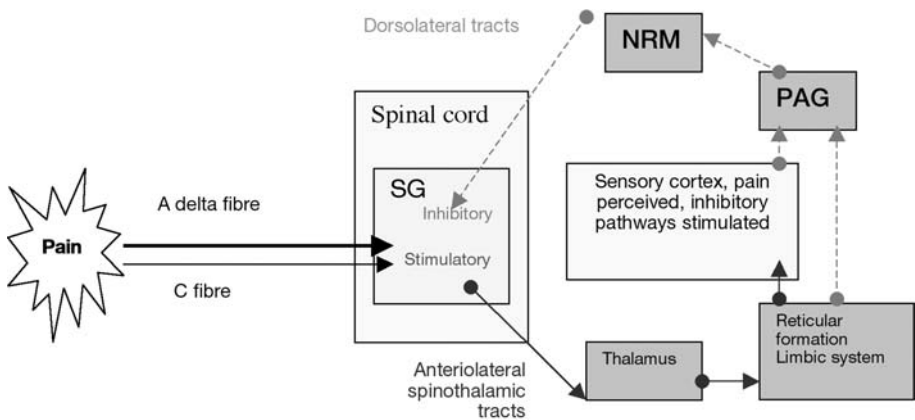 Dorsolateral tracts
NRM
PAG
Spinal cord
SG
Inhibitory
Stimulatory
A delta fibre
Pain
C fibre
Sensory cortex, pain
perceived, inhibitory
pathways stimulated
Anteriolateral
spinothalamic
tracts
Thalamus
Reticular
formation
Limbic system